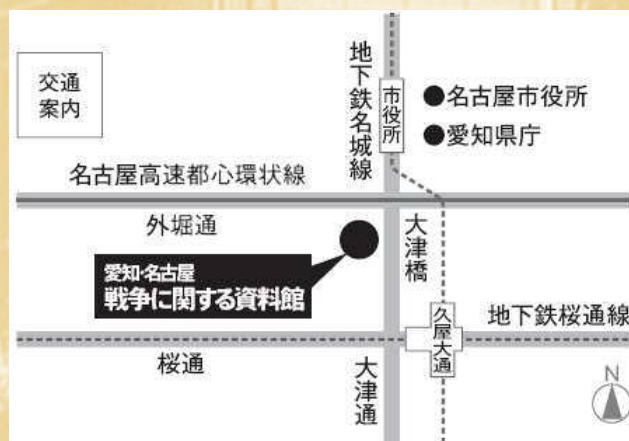 交通
案内
地下鉄名城線
市役所
●名古屋市役所
●愛知県庁
名古屋高速都心環状線
外堀通
大津橋
愛知・名古屋
戦争に関する資料館
久屋大通
地下鉄桜通線
桜通
大津通
N